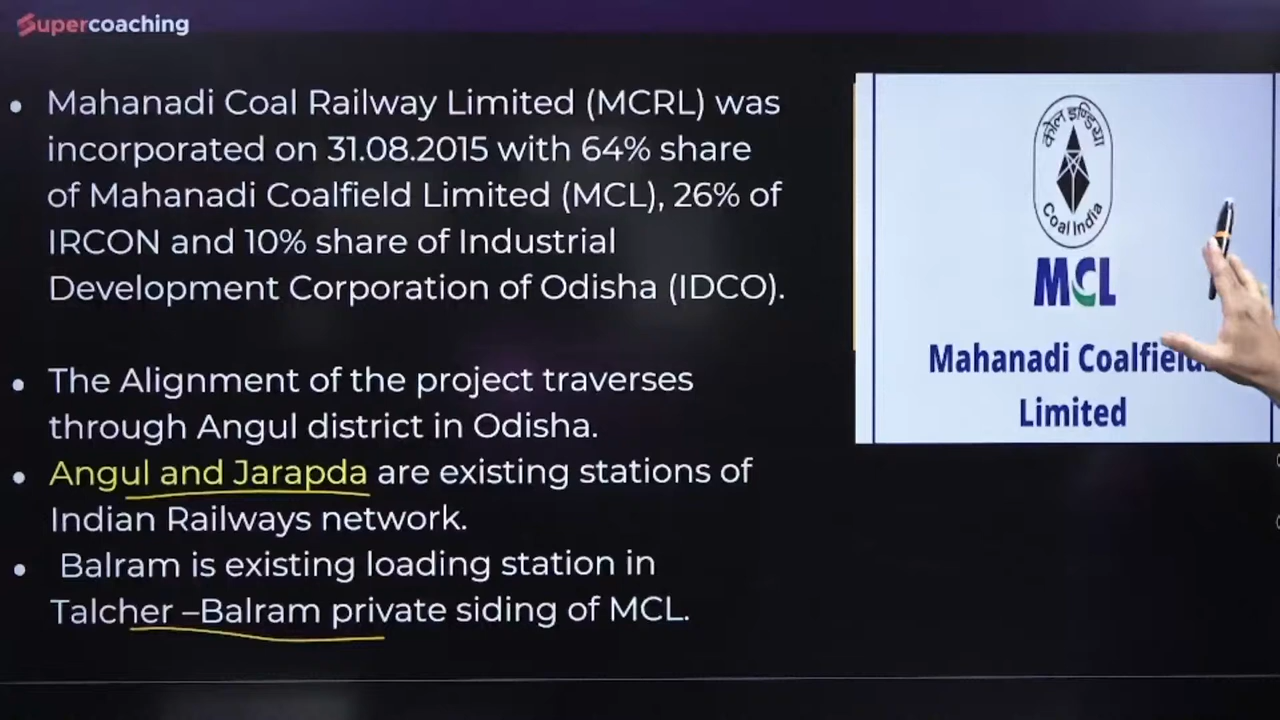 Supercoaching
• Mahanadi Coal Railway Limited (MCRL) was
incorporated on 31.08.2015 with 64% share
of Mahanadi Coalfield Limited (MCL), 26% of
IRCON and 10% share of Industrial
Development Corporation of Odisha (IDCO).
• The Alignment of the project traverses
through Angul district in Odisha.
• Angul and Jarapda are existing stations of
Indian Railways network.
• Balram is existing loading station in
Talcher –Balram private siding of MCL.
कोल इण्डिया
Coal India
MCL
Mahanadi
Limited